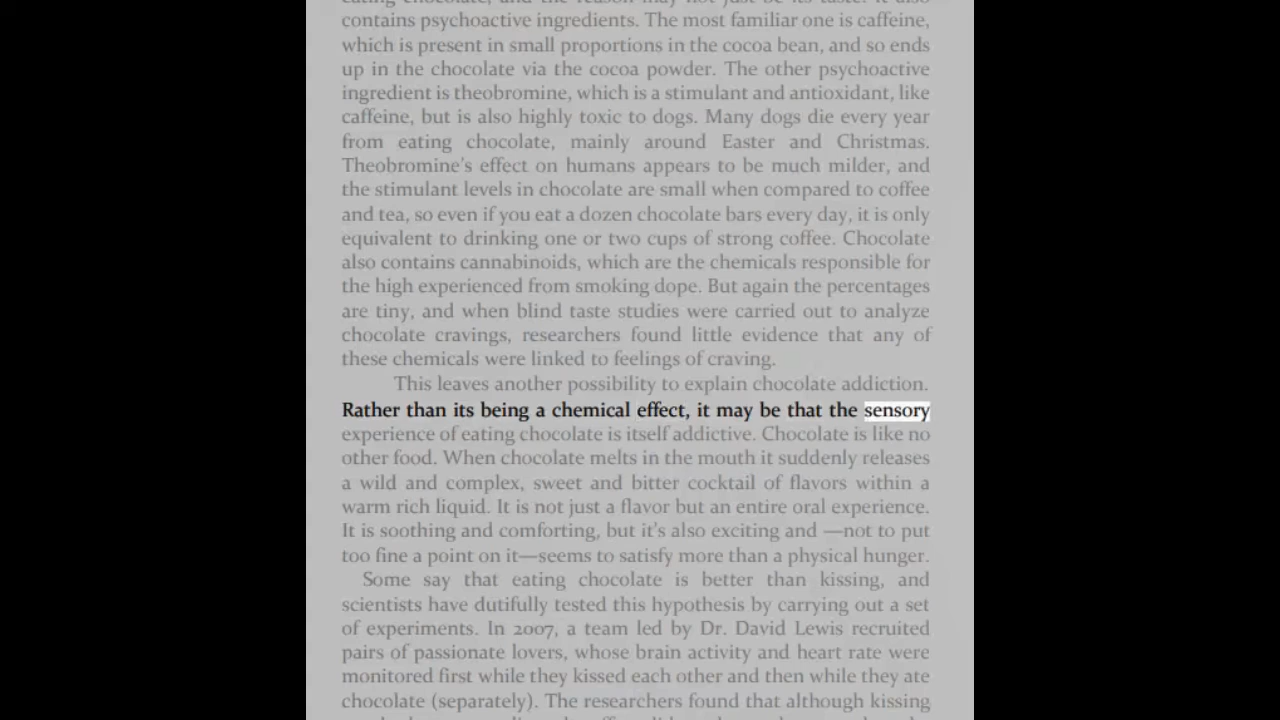 eating chocolate, and the reason may not just be its taste. It also
contains psychoactive ingredients. The most familiar one is caffeine,
which is present in small proportions in the cocoa bean, and so ends
up in the chocolate via the cocoa powder. The other psychoactive
ingredient is theobromine, which is a stimulant and antioxidant, like
caffeine, but is also highly toxic to dogs. Many dogs die every year
from eating chocolate, mainly around Easter and Christmas.
Theobromine's effect on humans appears to be much milder, and
the stimulant levels in chocolate are small when compared to coffee
and tea, so even if you eat a dozen chocolate bars every day, it is only
equivalent to drinking one or two cups of strong coffee. Chocolate
also contains cannabinoids, which are the chemicals responsible for
the high experienced from smoking dope. But again the percentages
are tiny, and when blind taste studies were carried out to analyze
chocolate cravings, researchers found little evidence that any of
these chemicals were linked to feelings of craving.
This leaves another possibility to explain chocolate addiction.
Rather than its being a chemical effect, it may be that the sensory
experience of eating chocolate is itself addictive. Chocolate is like no
other food. When chocolate melts in the mouth it suddenly releases
a wild and complex, sweet and bitter cocktail of flavors within a
warm rich liquid. It is not just a flavor but an entire oral experience.
It is soothing and comforting, but it's also exciting and —not to put
too fine a point on it—seems to satisfy more than a physical hunger.
Some say that eating chocolate is better than kissing, and
scientists have dutifully tested this hypothesis by carrying out a set
of experiments. In 2007, a team led by Dr. David Lewis recruited
pairs of passionate lovers, whose brain activity and heart rate were
monitored first while they kissed each other and then while they ate
chocolate (separately). The researchers found that although kissing